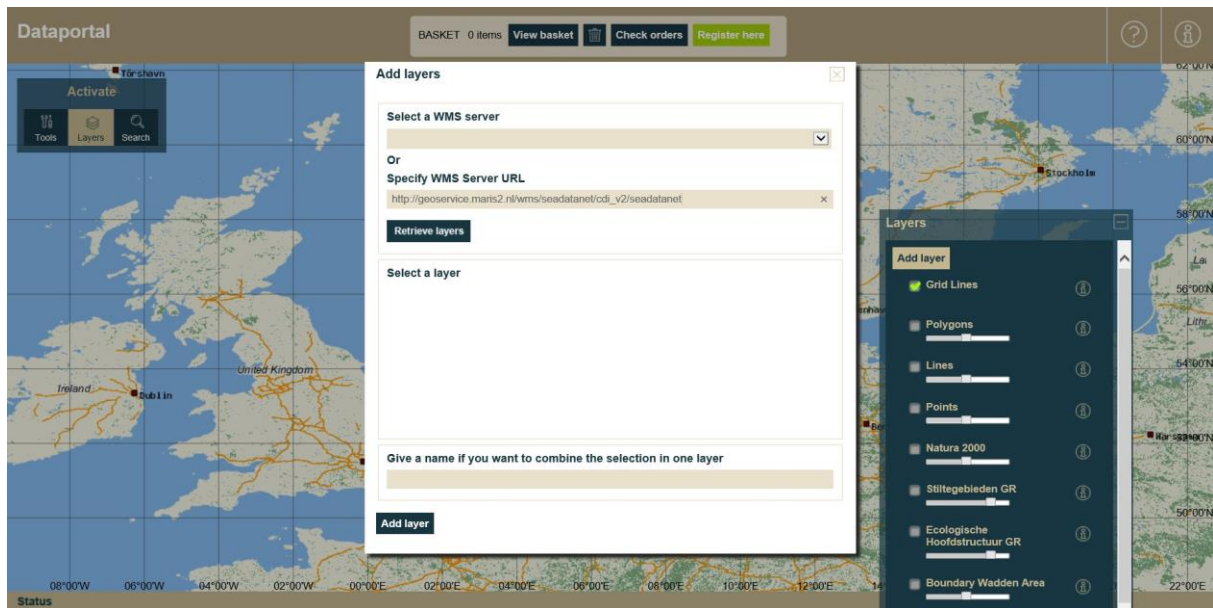 Dataportal
BASKET 0 items View basket Check orders Register here
Activate
Tools Layers Search
Add layers
Select a WMS server
Or
Specify WMS Server URL
http://geoservice.maris2.nl/wms/seadatanet/cdi_v2/seadatanet
Retrieve layers
Select a layer
Give a name if you want to combine the selection in one layer
Add layer
Layers
Add layer
Grid Lines
Polygons
Lines
Points
Natura 2000
Stiltegebieden GR
Ecologische
Hoofdstructuur GR
Boundary Wadden Area
Tórshavn
Stockholm
United Kingdom
Ireland
Dublin
62°00'N
60°00'N
58°00'N
56°00'N
54°00'N
50°00'N
08°00'W 06°00'W 04°00'W 02°00'W 00°00'E 02°00'E 04°00'E 06°00'E 08°00'E 10°00'E 12°00'E 22°00'E
Status